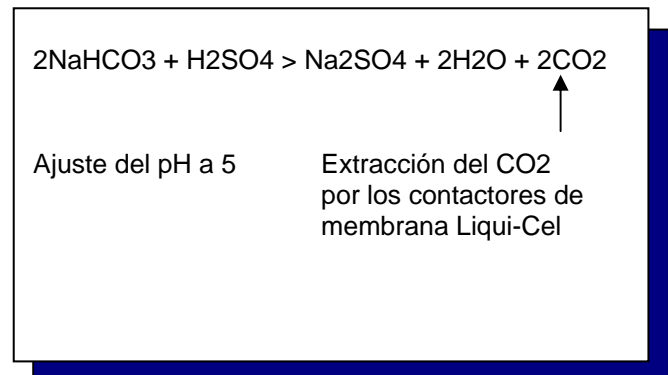 2NaHCO3 + H2SO4 > Na2SO4 + 2H2O + 2CO2
Ajuste del pH a 5
Extracción del CO2
por los contactores de
membrana Liqui-Cel